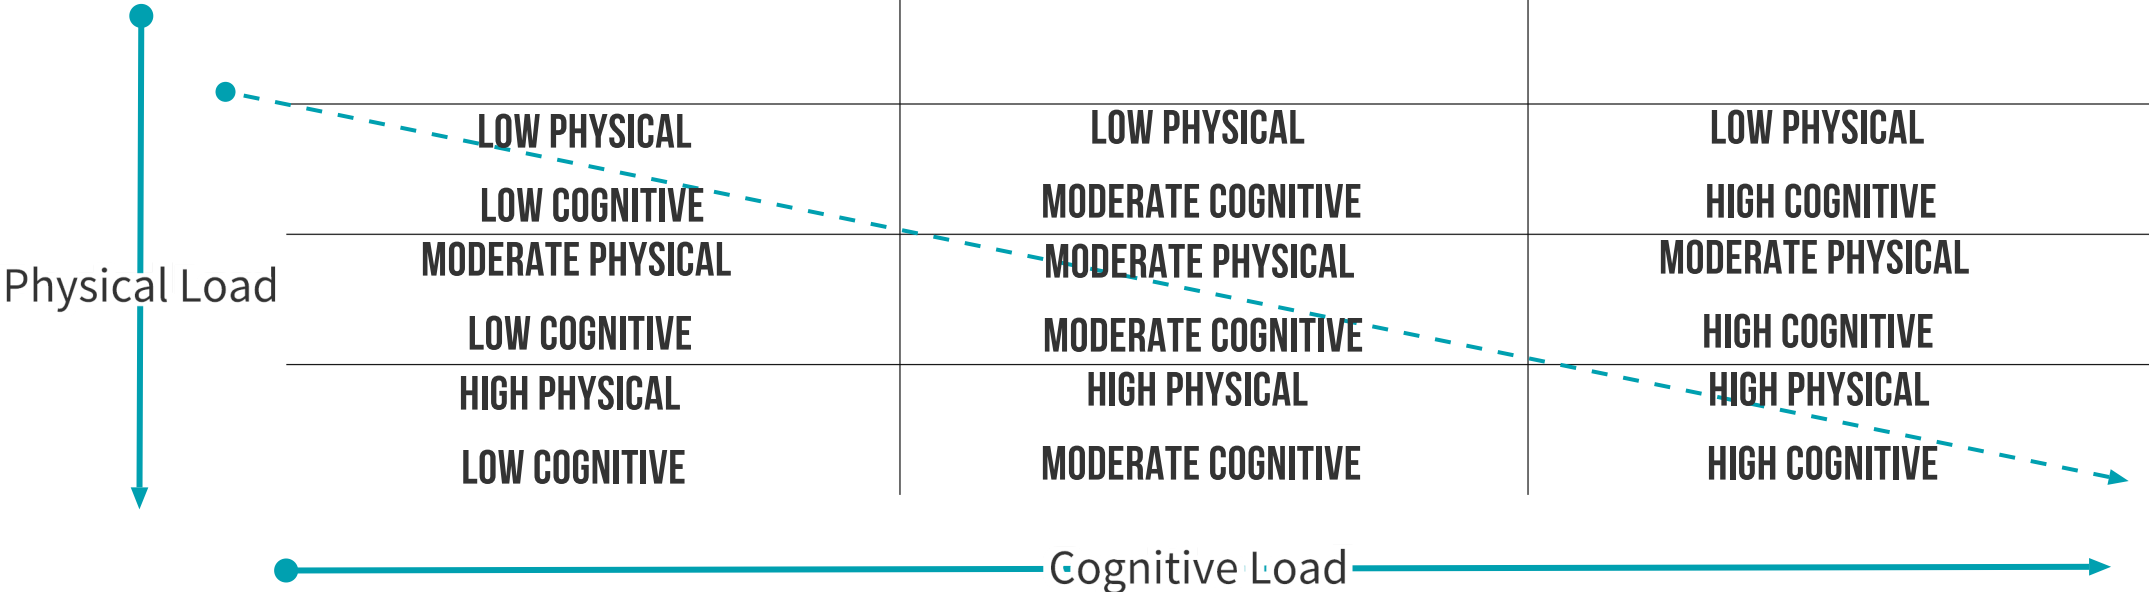 LOW PHYSICAL
LOW COGNITIVE
LOW PHYSICAL
MODERATE COGNITIVE
LOW PHYSICAL
HIGH COGNITIVE
Physical Load
MODERATE PHYSICAL
LOW COGNITIVE
MODERATE PHYSICAL
MODERATE COGNITIVE
MODERATE PHYSICAL
HIGH COGNITIVE
HIGH PHYSICAL
LOW COGNITIVE
HIGH PHYSICAL
MODERATE COGNITIVE
HIGH PHYSICAL
HIGH COGNITIVE
Cognitive Load